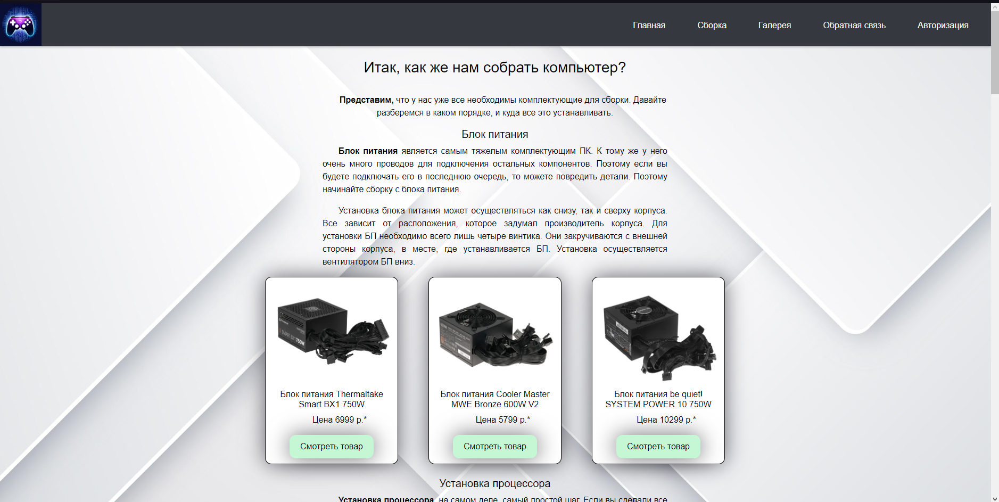 Главная Сборка Галерея Обратная связь Авторизация
Итак, как же нам собрать компьютер?
Представим, что у нас уже все необходимы комплектующие для сборки. Давайте
разберемся в каком порядке, и куда все это устанавливать.
Блок питания
Блок питания является самым тяжелым комплектующим ПК. К тому же у него
очень много проводов для подключения остальных компонентов. Поэтому если вы
будете подключать его в последнюю очередь, то можете повредить детали. Поэтому
начинайте сборку с блока питания.
Установка блока питания может осуществляться как снизу, так и сверху корпуса.
Все зависит от расположения, которое задумал производитель корпуса. Для
установки БП необходимо всего лишь четыре винтика. Они закручиваются с внешней
стороны корпуса, в месте, где устанавливается БП. Установка осуществляется
вентилятором БП вниз.
SMART BX1 750W
Блок питания Thermaltake
Smart BX1 750W
Цена 6999 р.*
Смотреть товар
Блок питания Cooler Master
MWE Bronze 600W V2
Цена 5799 р.*
Смотреть товар
Блок питания be quiet!
SYSTEM POWER 10 750W
Цена 10299 р.*
Смотреть товар
Установка процессора
Установка процессора, на самом деле, самый простой шаг. Если вы сделали все